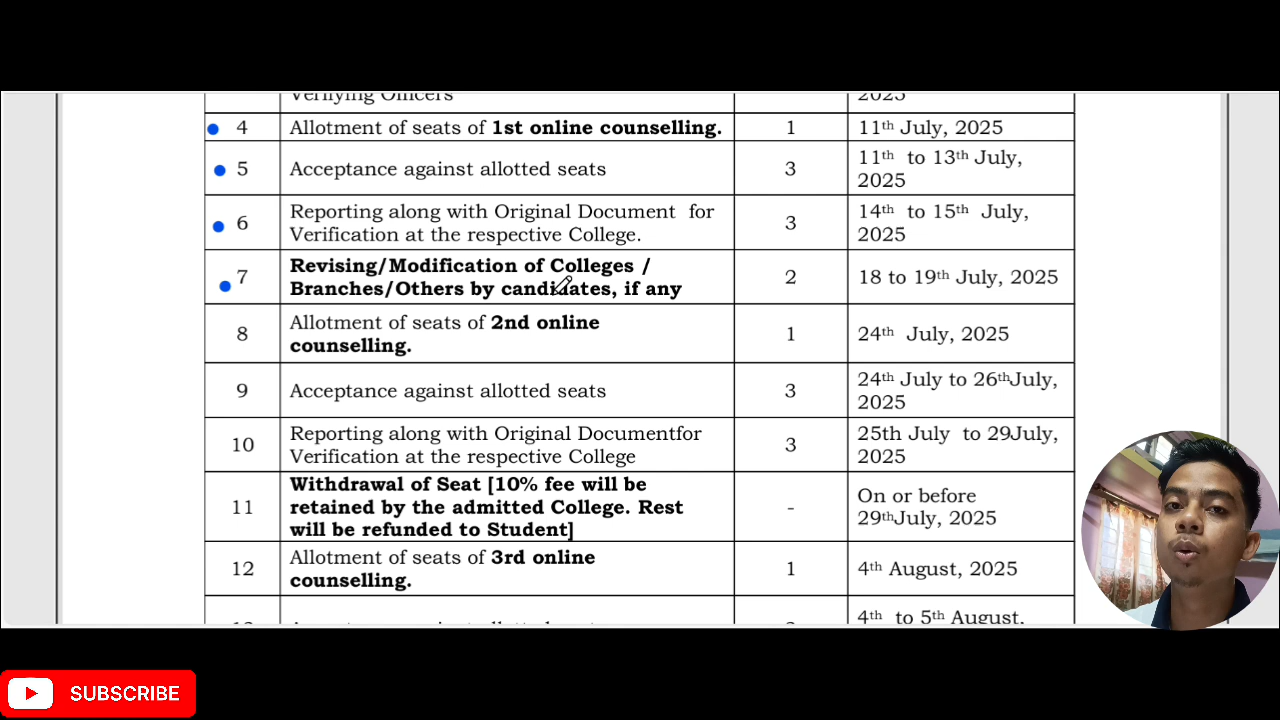 Verifying Officers 2025
4 Allotment of seats of 1st online counselling. 1 11th July, 2025
5 Acceptance against allotted seats 3 11th to 13th July,
2025
6 Reporting along with Original Document for
Verification at the respective College. 3 14th to 15th July,
2025
7 Revising/Modification of Colleges /
Branches/Others by candidates, if any 2 18 to 19th July, 2025
8 Allotment of seats of 2nd online
counselling. 1 24th July, 2025
9 Acceptance against allotted seats 3 24th July to 26thJuly,
2025
10 Reporting along with Original Documentfor
Verification at the respective College 3 25th July to 29July,
2025
11 Withdrawal of Seat [10% fee will be
retained by the admitted College. Rest
will be refunded to Student] - On or before
29thJuly, 2025
12 Allotment of seats of 3rd online
counselling. 1 4th August, 2025
4th to 5th August,
SUBSCRIBE